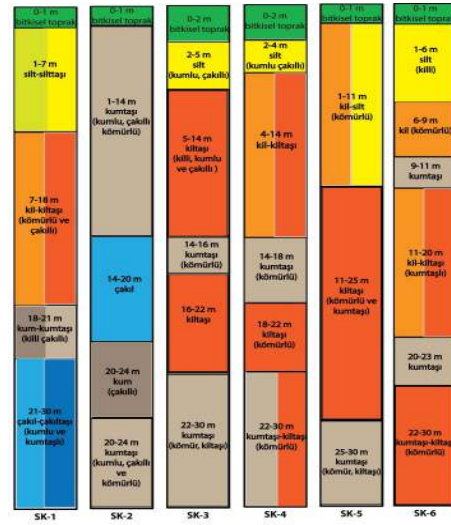 0-1 m
bitkisel toprak
1-7 m
silt-silttaşı
7-18 m
kil-kiltaşı
(kömürlü ve
çakıllı)
18-21 m
kum-kumtaşı
(killi çakıllı)
21-30 m
çakıl-çakıltaşı
(kumlu ve
kumtaşlı)
SK-1
0-1 m
bitkisel toprak
1-14 m
kumtaşı
(kumlu, çakıllı
kömürlü)
14-20 m
çakıl
20-24 m
kum
(çakıllı)
20-24 m
kumtaşı
(kumlu, çakıllı
ve kömürlü)
SK-2
0-2 m
bitkisel toprak
2-5 m
silt
(kumlu, çakıllı)
5-14 m
kiltaşı
(killi, kumlu
ve çakıllı )
14-16 m
kumtaşı
(kömürlü)
16-22 m
kiltaşı
22-30 m
kumtaşı
(kömür, kiltaşı)
SK-3
0-2 m
bitkisel toprak
2-4 m
silt
(kumlu çakıllı)
4-14 m
kil-kiltaşı
14-18 m
kumtaşı
(kömürlü)
18-22 m
kiltaşı
(kömürlü)
22-30 m
kumtaşı-kiltaşı
(kömürlü)
SK-4
0-1 m
bitkisel toprak
1-11 m
kil-silt
(kömürlü)
11-25 m
kiltaşı
(kömürlü ve
kumtaşı)
25-30 m
kumtaşı
(kömür, kiltaşı)
SK-5
0-1 m
bitkisel toprak
1-6 m
silt
(killi)
6-9 m
kil (kömürlü)
9-11 m
kumtaşı
11-20 m
kil-kiltaşı
(kumtaşlı)
20-23 m
kumtaşı
22-30 m
kumtaşı-kiltaşı
(kömürlü)
SK-6